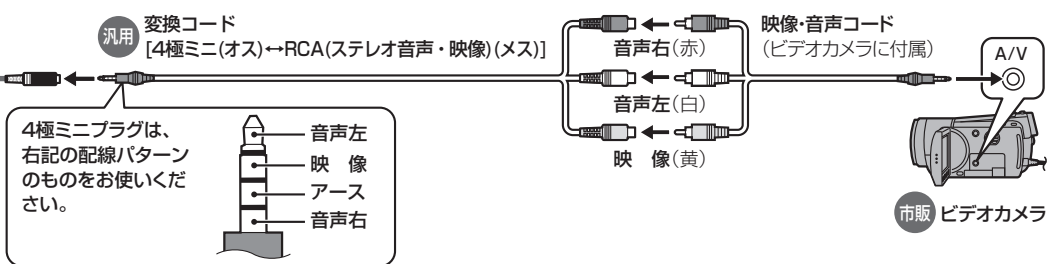 汎用
変換コード
[4極ミニ(オス)↔RCA(ステレオ音声・映像)(メス)]
音声右(赤)
音声左(白)
映　像(黄)
映像・音声コード
(ビデオカメラに付属)
A/V
4極ミニプラグは、
右記の配線パターン
のものをお使いくだ
さい。
音声左
映　像
アース
音声右
市販 ビデオカメラ